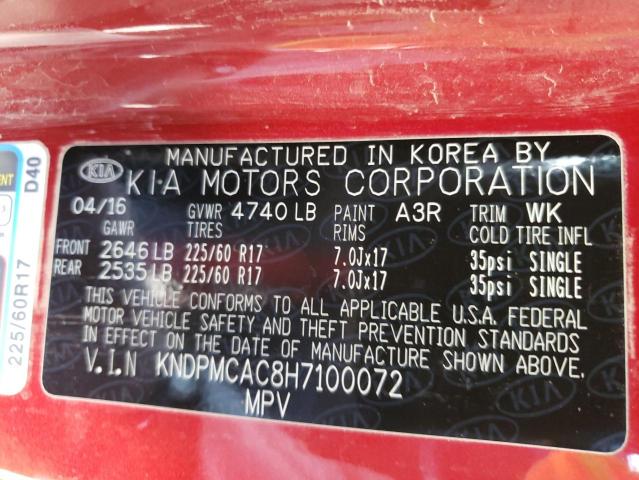 MANUFACTURED IN KOREA BY
KIA KIA MOTORS CORPORATION
04/16 GVWR 4740 LB PAINT A3R TRIM WK
GAWR TIRES RIMS COLD TIRE INFL
FRONT 2646 LB 225/60 R17 7.0Jx17 35psi SINGLE
REAR 2535 LB 225/60 R17 7.0Jx17 35psi SINGLE
THIS VEHICLE CONFORMS TO ALL APPLICABLE U.S.A. FEDERAL
MOTOR VEHICLE SAFETY AND THEFT PREVENTION STANDARDS
IN EFFECT ON THE DATE OF MANUFACTURE SHOWN ABOVE.
V.I.N KNDPMCAC8H7100072
MPV
D40
225/60R17